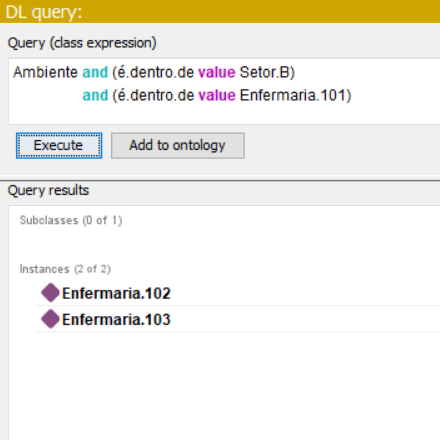 DL query:
Query (class expression)
Ambiente and (é.dentro.de value Setor.B)
and (é.dentro.de value Enfermaria.101)
Execute Add to ontology
Query results
Subclasses (0 of 1)
Instances (2 of 2)
Enfermaria.102
Enfermaria.103